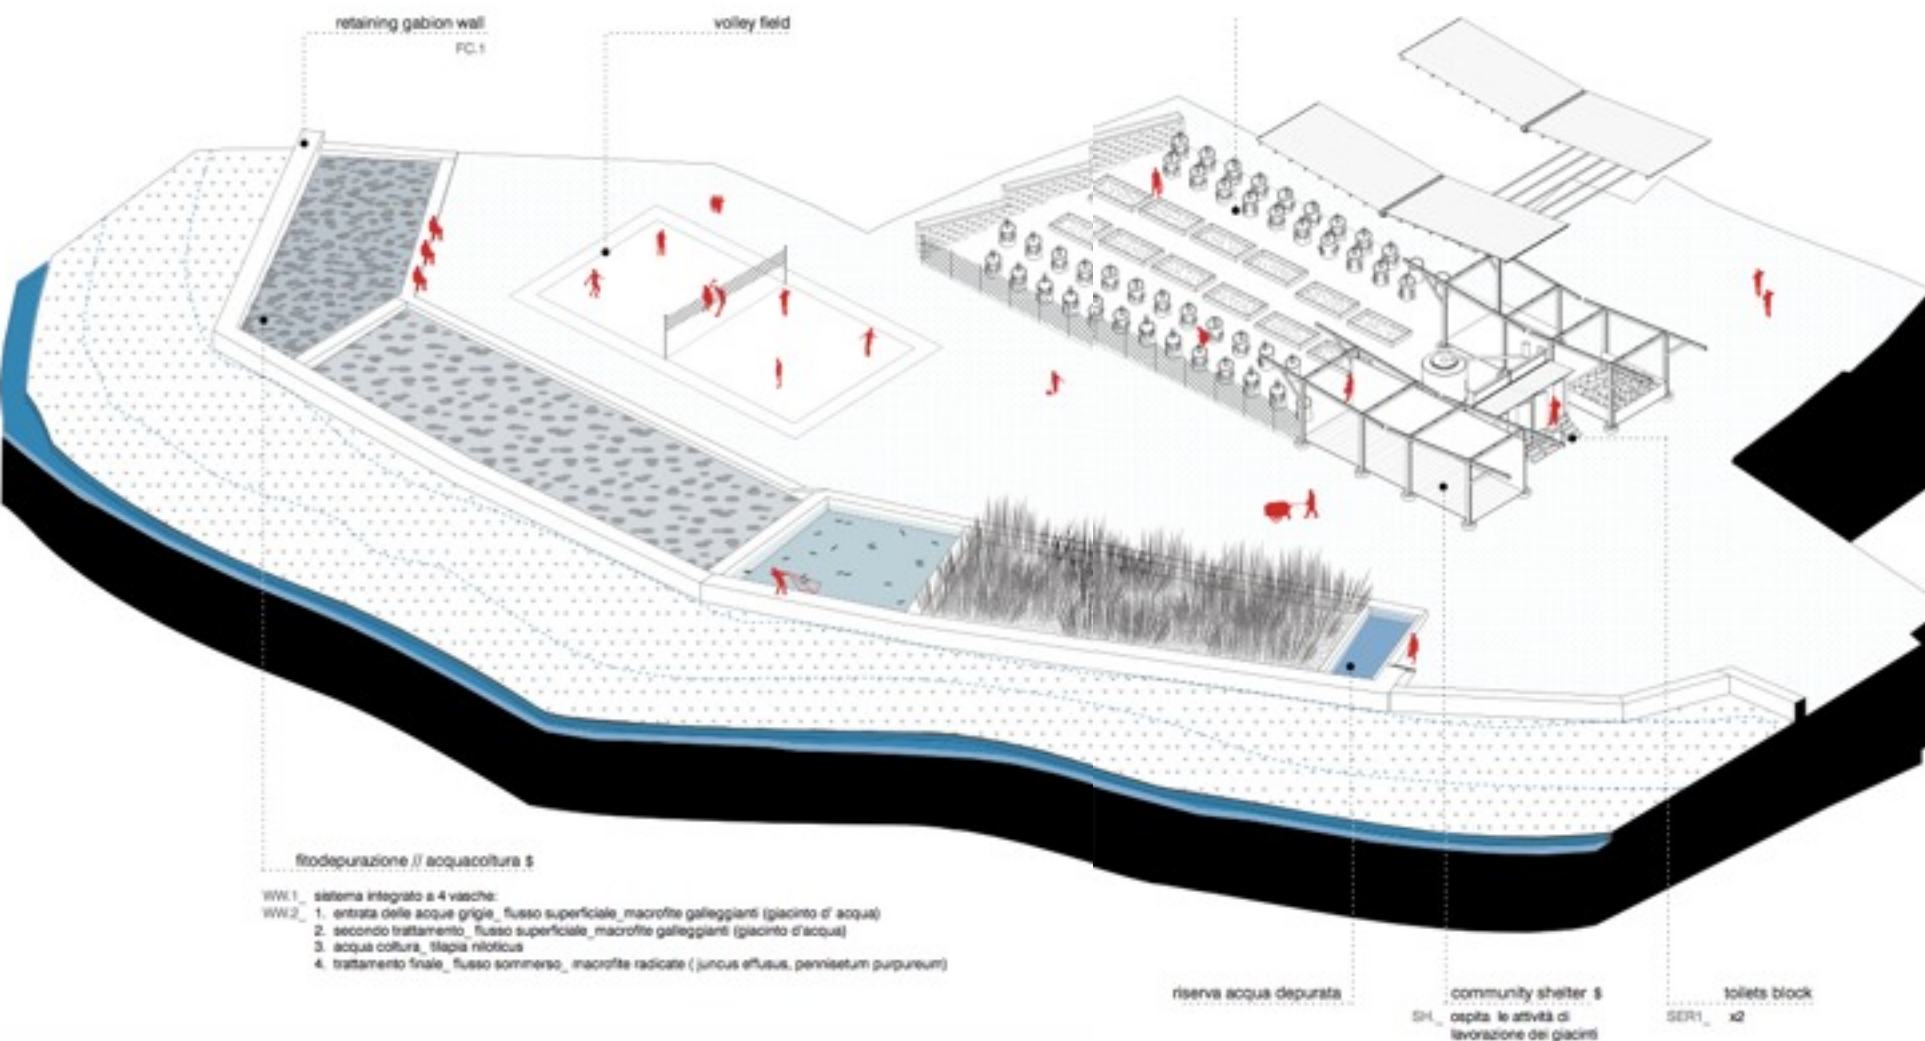 retaining gabion wall
FC.1
volley field
fitodepurazione // acquacoltura $
WW.1_ sistema integrato a 4 vasche:
WW.2_ 1. entrata delle acque grigie_ flusso superficiale_macrofite galleggianti (giacinto d' acqua)
2. secondo trattamento_ flusso superficiale_macrofite galleggianti (giacinto d'acqua)
3. acqua coltura_ tilapia niloticus
4. trattamento finale_ flusso sommerso_ macrofite radicate ( juncus effusus, pennisetum purpureum)
riserva acqua depurata
community shelter $
SH._ ospita le attività di
lavorazione dei giacinti
toilets block
SER1_ x2